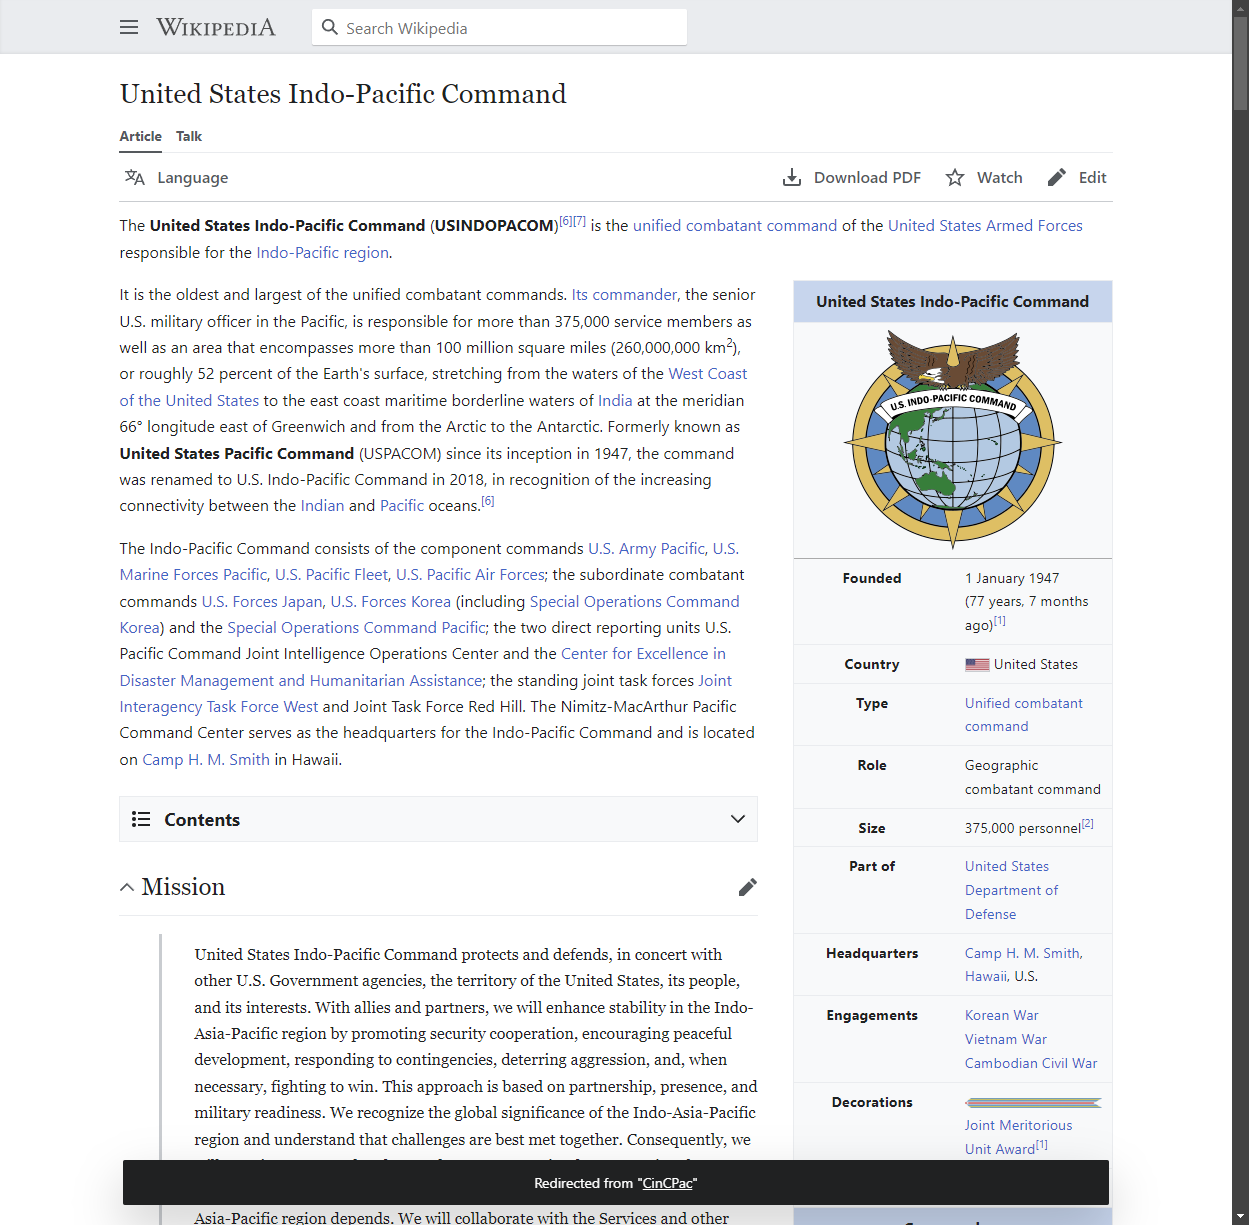 WIKIPEDIA
Search Wikipedia
United States Indo-Pacific Command
Article Talk
Language
Download PDF Watch Edit
The United States Indo-Pacific Command (USINDOPACOM)[6][7] is the unified combatant command of the United States Armed Forces
responsible for the Indo-Pacific region.
It is the oldest and largest of the unified combatant commands. Its commander, the senior
U.S. military officer in the Pacific, is responsible for more than 375,000 service members as
well as an area that encompasses more than 100 million square miles (260,000,000 km2),
or roughly 52 percent of the Earth's surface, stretching from the waters of the West Coast
of the United States to the east coast maritime borderline waters of India at the meridian
66° longitude east of Greenwich and from the Arctic to the Antarctic. Formerly known as
United States Pacific Command (USPACOM) since its inception in 1947, the command
was renamed to U.S. Indo-Pacific Command in 2018, in recognition of the increasing
connectivity between the Indian and Pacific oceans.[6]
The Indo-Pacific Command consists of the component commands U.S. Army Pacific, U.S.
Marine Forces Pacific, U.S. Pacific Fleet, U.S. Pacific Air Forces; the subordinate combatant
commands U.S. Forces Japan, U.S. Forces Korea (including Special Operations Command
Korea) and the Special Operations Command Pacific; the two direct reporting units U.S.
Pacific Command Joint Intelligence Operations Center and the Center for Excellence in
Disaster Management and Humanitarian Assistance; the standing joint task forces Joint
Interagency Task Force West and Joint Task Force Red Hill. The Nimitz-MacArthur Pacific
Command Center serves as the headquarters for the Indo-Pacific Command and is located
on Camp H. M. Smith in Hawaii.
Contents
Mission
United States Indo-Pacific Command protects and defends, in concert with
other U.S. Government agencies, the territory of the United States, its people,
and its interests. With allies and partners, we will enhance stability in the Indo-
Asia-Pacific region by promoting security cooperation, encouraging peaceful
development, responding to contingencies, deterring aggression, and, when
necessary, fighting to win. This approach is based on partnership, presence, and
military readiness. We recognize the global significance of the Indo-Asia-Pacific
region and understand that challenges are best met together. Consequently, we
Asia-Pacific region depends. We will collaborate with the Services and other
United States Indo-Pacific Command
U.S. INDO-PACIFIC COMMAND
Founded 1 January 1947
(77 years, 7 months
ago)[1]
Country United States
Type Unified combatant
command
Role Geographic
combatant command
Size 375,000 personnel[2]
Part of United States
Department of
Defense
Headquarters Camp H. M. Smith,
Hawaii, U.S.
Engagements Korean War
Vietnam War
Cambodian Civil War
Decorations
Joint Meritorious
Unit Award[1]
Redirected from "CinCPac"